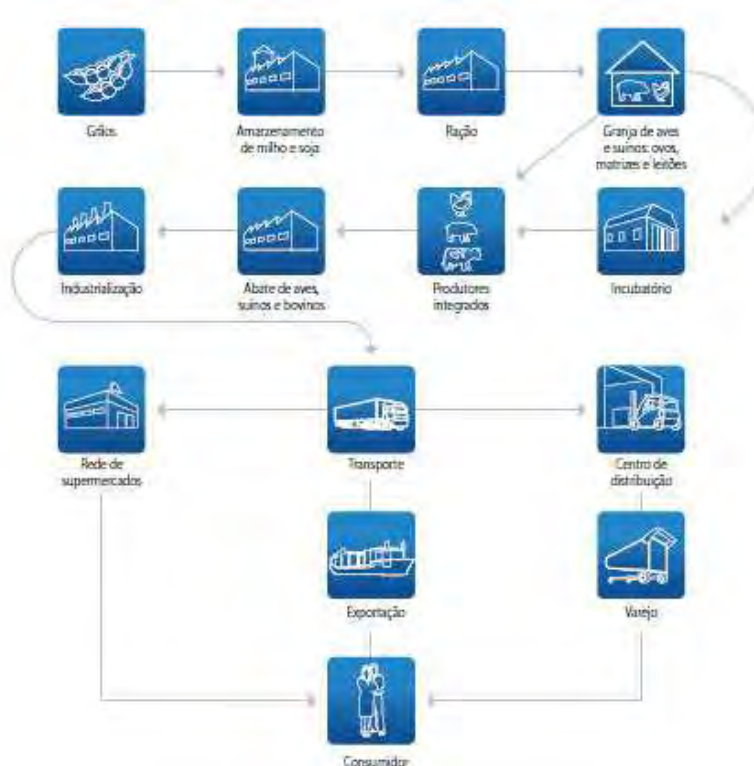 Grãos
Amarzenamento
de milho e soja
Ração
Granja de aves
e suínos: ovos,
matrizes e leitões
Industrialização
Abate de aves,
suínos e bovinos
Produtores
integrados
Incubatório
Rede de
supermercados
Transporte
Centro de
distribuição
Exportação
Varejo
Consumidor